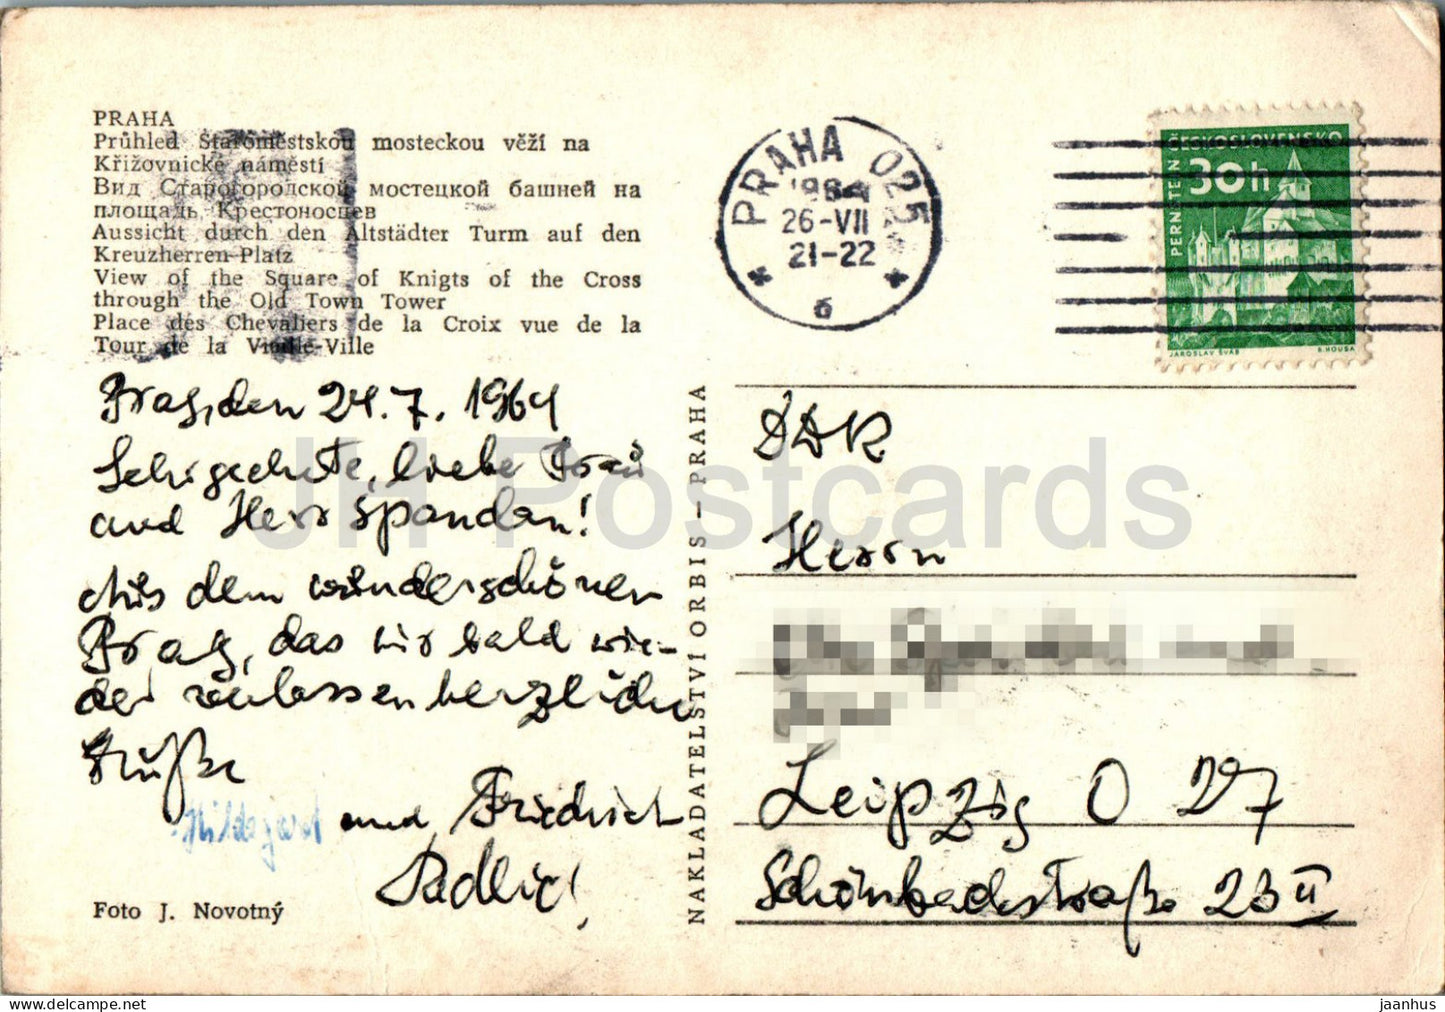 PRAHA
Průhled Staroměstskou mosteckou věží na
Křižovnické náměstí
Вид Старогородской мостецкой башней на
площадь Крестоносцев
Aussicht durch den Altstädter Turm auf den
Kreuzherren-Platz
View of the Square of Knigts of the Cross
through the Old Town Tower
Place des Chevaliers de la Croix vue de la
Tour de la Vieille-Ville
Prag, den 24.7.1964
Sehr geehrte, liebe Frau
und Herr Spandan!
Aus dem wunderschönen
Prag, das wir bald wie-
der verlassen herzliche
Grüße
Hildegard und Friedrich
Foto J. Novotný
NAKLADATELSTVÍ ORBIS – PRAHA
PRAHA 025
1964
26-VII
21-22
6
ČESKOSLOVENSKO
30h
PERNŠTEJN
JAROSLAV ŠVÁB
B. HOUSA
DDR
Herrn
Leipzig O 27
Schönbachstraße 23 II
JH Postcards
jaanhus